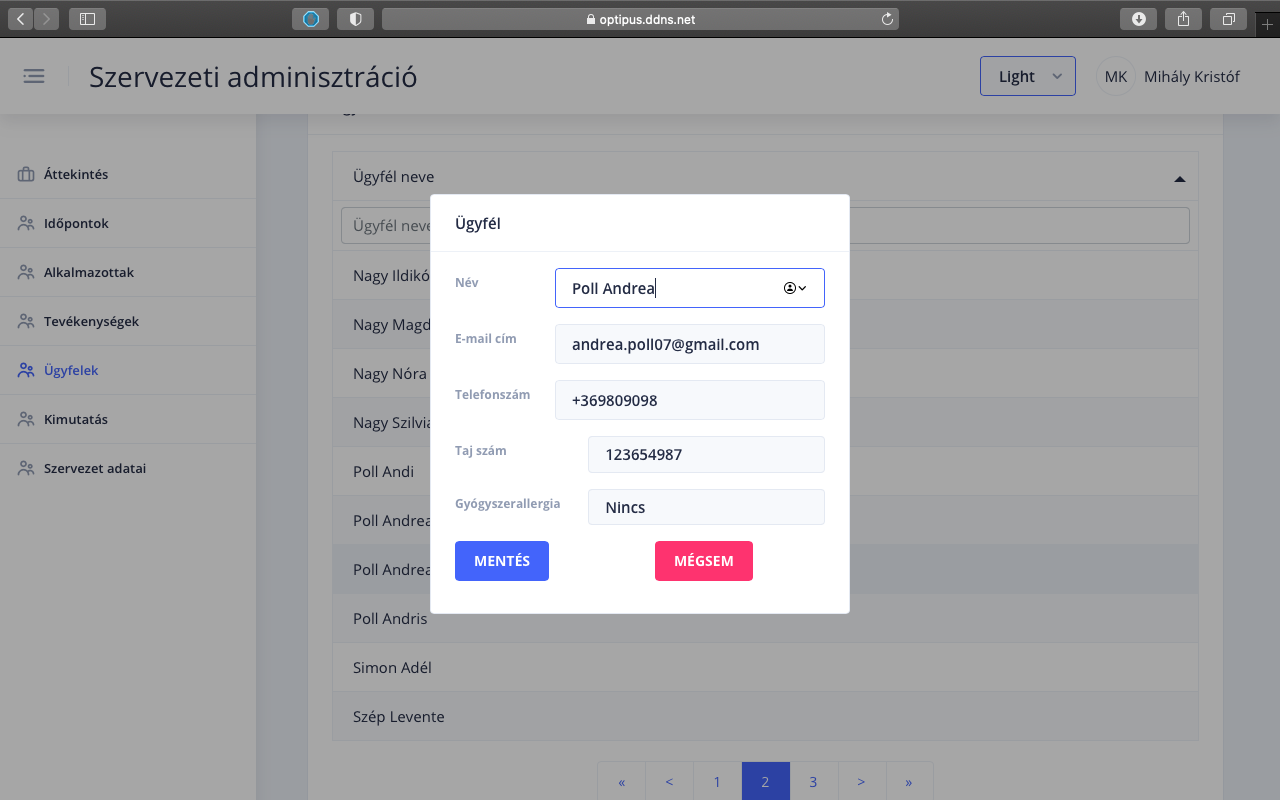 optipus.ddns.net
Szervezeti adminisztráció
Light
MK
Mihály Kristóf
Áttekintés
Időpontok
Alkalmazottak
Tevékenységek
Ügyfelek
Kimutatás
Szervezet adatai
Ügyfél neve
Ügyfél neve
Nagy Ildikó
Nagy Magd
Nagy Nóra
Nagy Szilvia
Poll Andi
Poll Andrea
Poll Andrea
Poll Andris
Simon Adél
Szép Levente
« < 1 2 3 > »
Ügyfél
Név
Poll Andrea
E-mail cím
andrea.poll07@gmail.com
Telefonszám
+369809098
Taj szám
123654987
Gyógyszerallergia
Nincs
MENTÉS
MÉGSEM